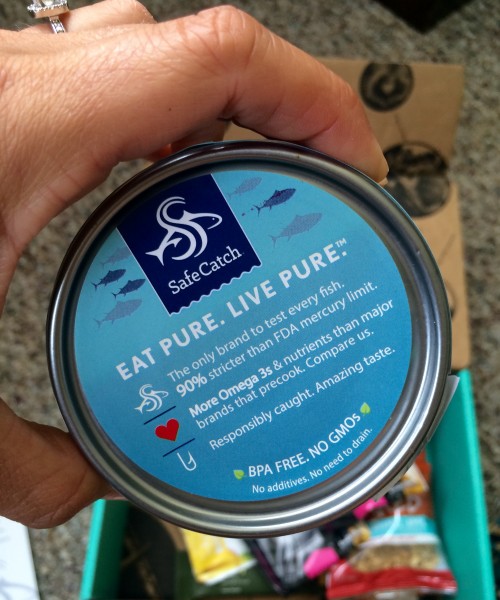 Safe Catch
EAT PURE. LIVE PURE.™
The only brand to test every fish.
90% stricter than FDA mercury limit.
More Omega 3s & nutrients than major
brands that precook. Compare us.
Responsibly caught. Amazing taste.
BPA FREE. NO GMOs
No additives. No need to drain.